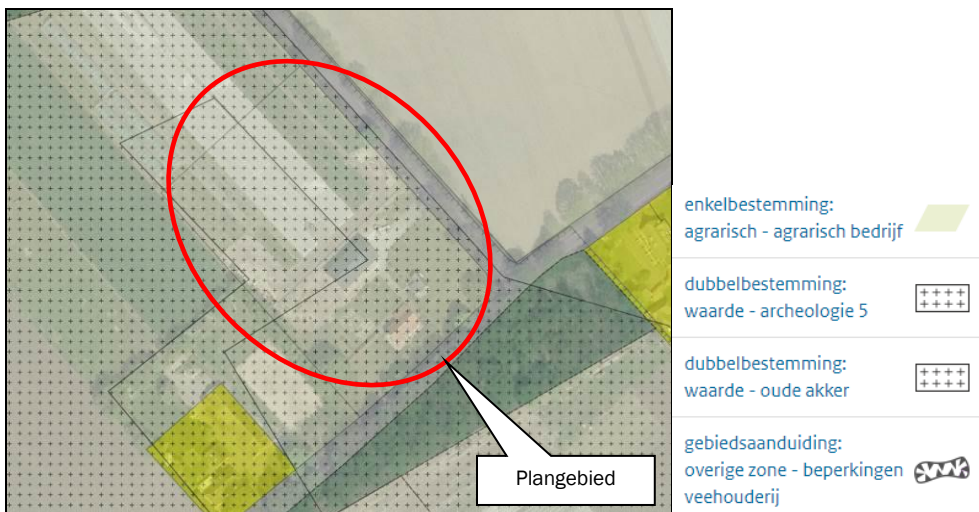 Plangebied
enkelbestemming:
agrarisch - agrarisch bedrijf
dubbelbestemming:
waarde - archeologie 5
dubbelbestemming:
waarde - oude akker
gebiedsaanduiding:
overige zone - beperkingen
veehouderij